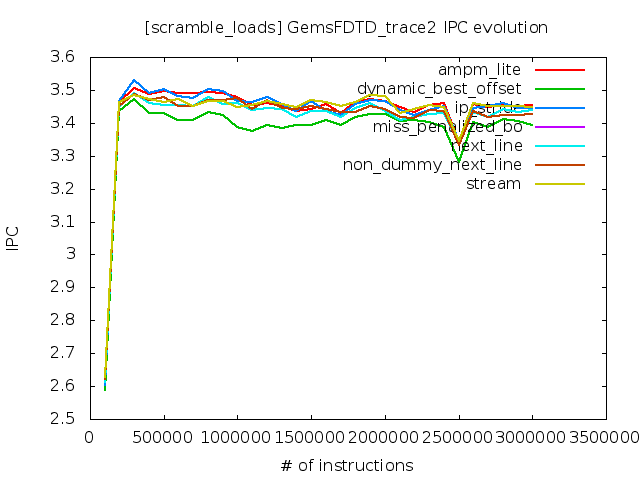 [scramble_loads] GemsFDTD_trace2 IPC evolution
3.6
3.5
3.4
3.3
3.2
3.1
3
2.9
2.8
2.7
2.6
2.5
IPC
ampm_lite
dynamic_best_offset
ip_stride
miss_penalized_bo
next_line
non_dummy_next_line
stream
0 500000 1000000 1500000 2000000 2500000 3000000 3500000
# of instructions